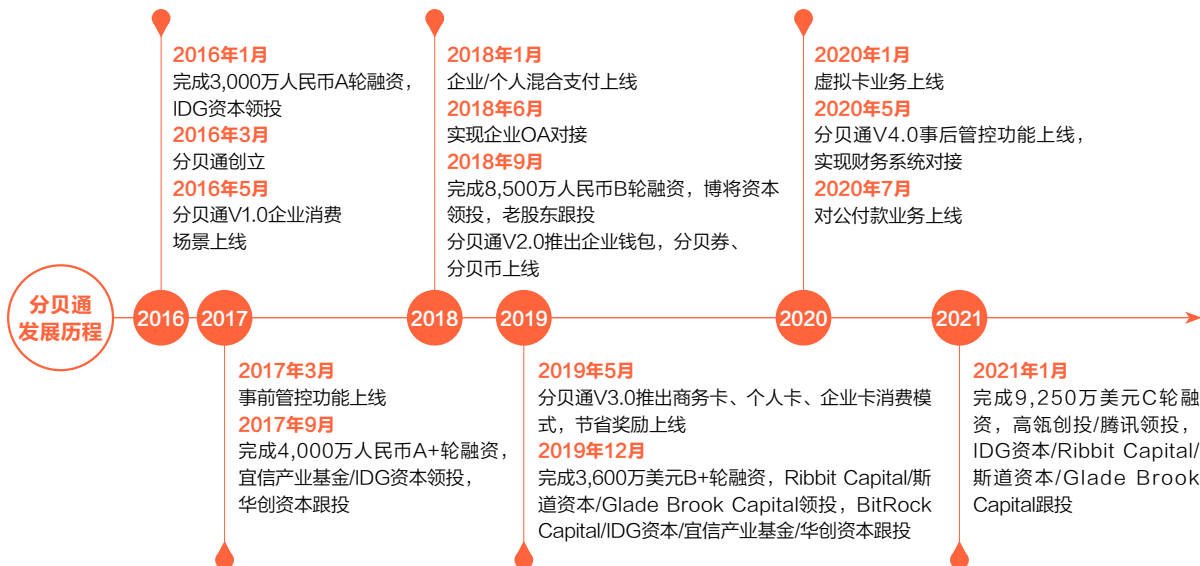 2016年1月
完成3,000万人民币A轮融资，
IDG资本领投
2016年3月
分贝通创立
2016年5月
分贝通V1.0企业消费
场景上线
2018年1月
企业/个人混合支付上线
2018年6月
实现企业OA对接
2018年9月
完成8,500万人民币B轮融资，博将资本
领投，老股东跟投
分贝通V2.0推出企业钱包，分贝券、
分贝币上线
2020年1月
虚拟卡业务上线
2020年5月
分贝通V4.0事后管控功能上线，
实现财务系统对接
2020年7月
对公付款业务上线
分贝通
发展历程
2016
2017
2018
2019
2020
2021
2017年3月
事前管控功能上线
2017年9月
完成4,000万人民币A+轮融资，
宜信产业基金/IDG资本领投，
华创资本跟投
2019年5月
分贝通V3.0推出商务卡、个人卡、企业卡消费模
式，节省奖励上线
2019年12月
完成3,600万美元B+轮融资，Ribbit Capital/斯
道资本/Glade Brook Capital领投，BitRock
Capital/IDG资本/宜信产业基金/华创资本跟投
2021年1月
完成9,250万美元C轮融
资，高瓴创投/腾讯领投，
IDG资本/Ribbit Capital/
斯道资本/Glade Brook
Capital跟投